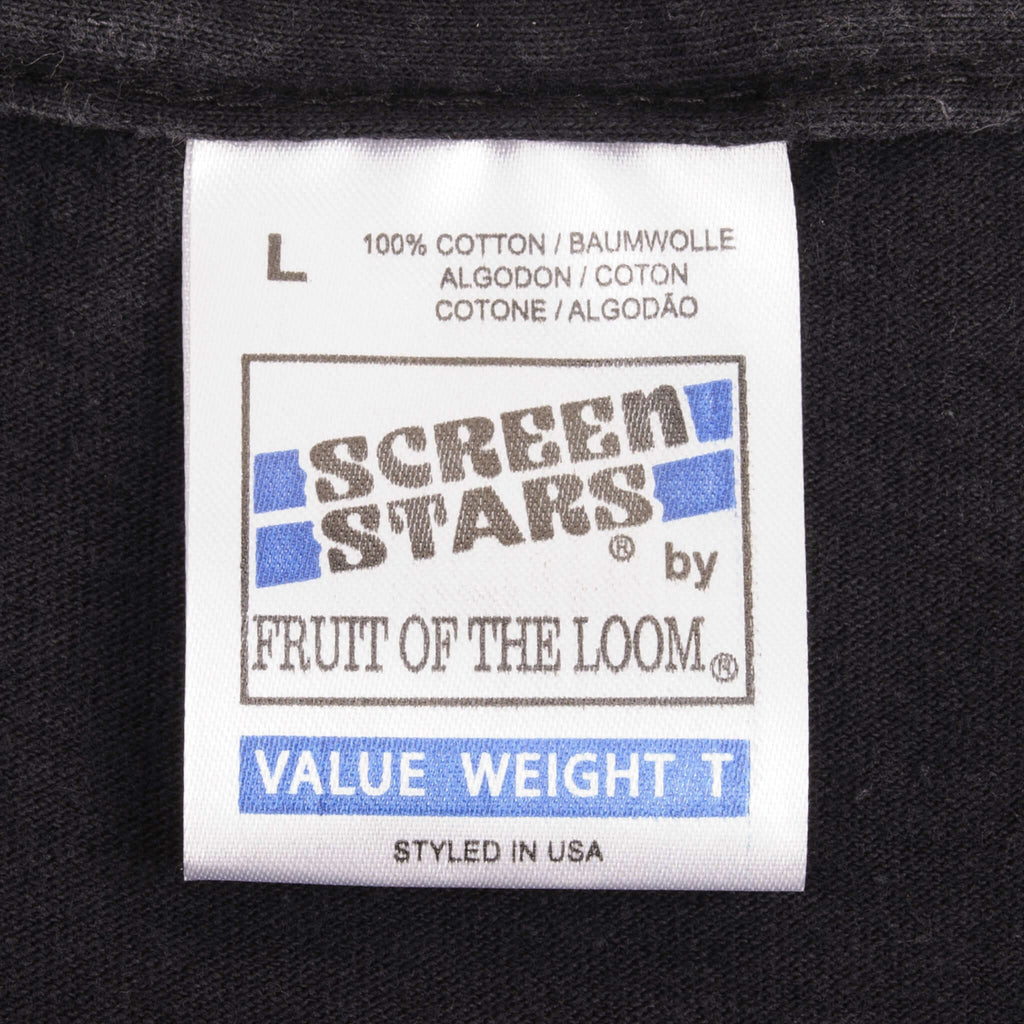 L
100% COTTON / BAUMWOLLE
ALGODON / COTON
COTONE / ALGODÃO
SCREEn
STARS®
by
FRUIT OF THE LOOM®
VALUE WEIGHT T
STYLED IN USA